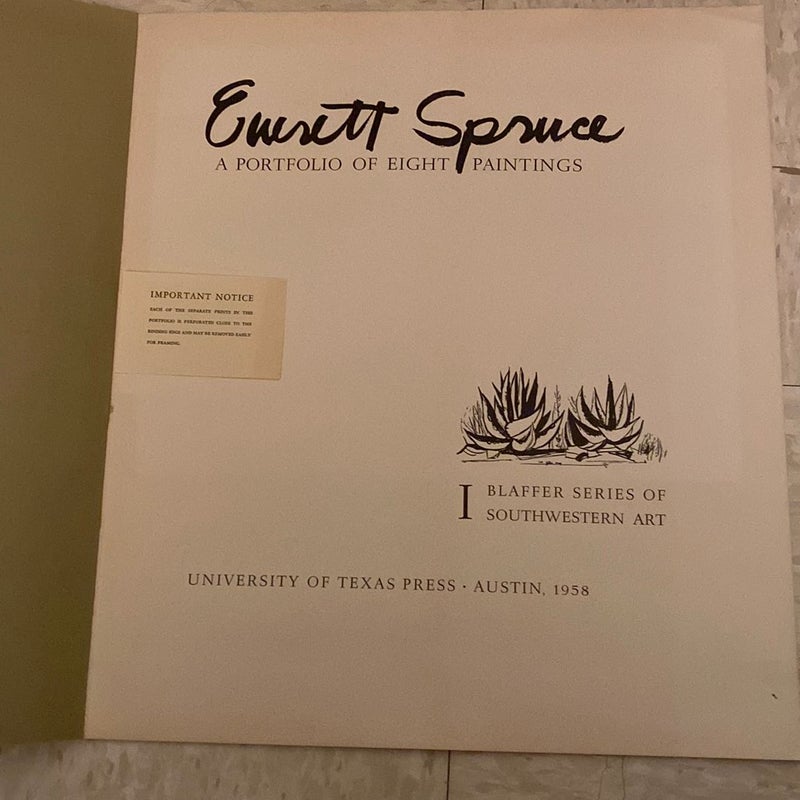 Everett Spruce
A PORTFOLIO OF EIGHT PAINTINGS
IMPORTANT NOTICE
EACH OF THE SEPARATE PRINTS IN THE
PORTFOLIO IS PERFORATED CLOSE TO THE
BINDING EDGE AND MAY BE REMOVED EASILY
FOR FRAMING.
I BLAFFER SERIES OF
SOUTHWESTERN ART
UNIVERSITY OF TEXAS PRESS · AUSTIN, 1958